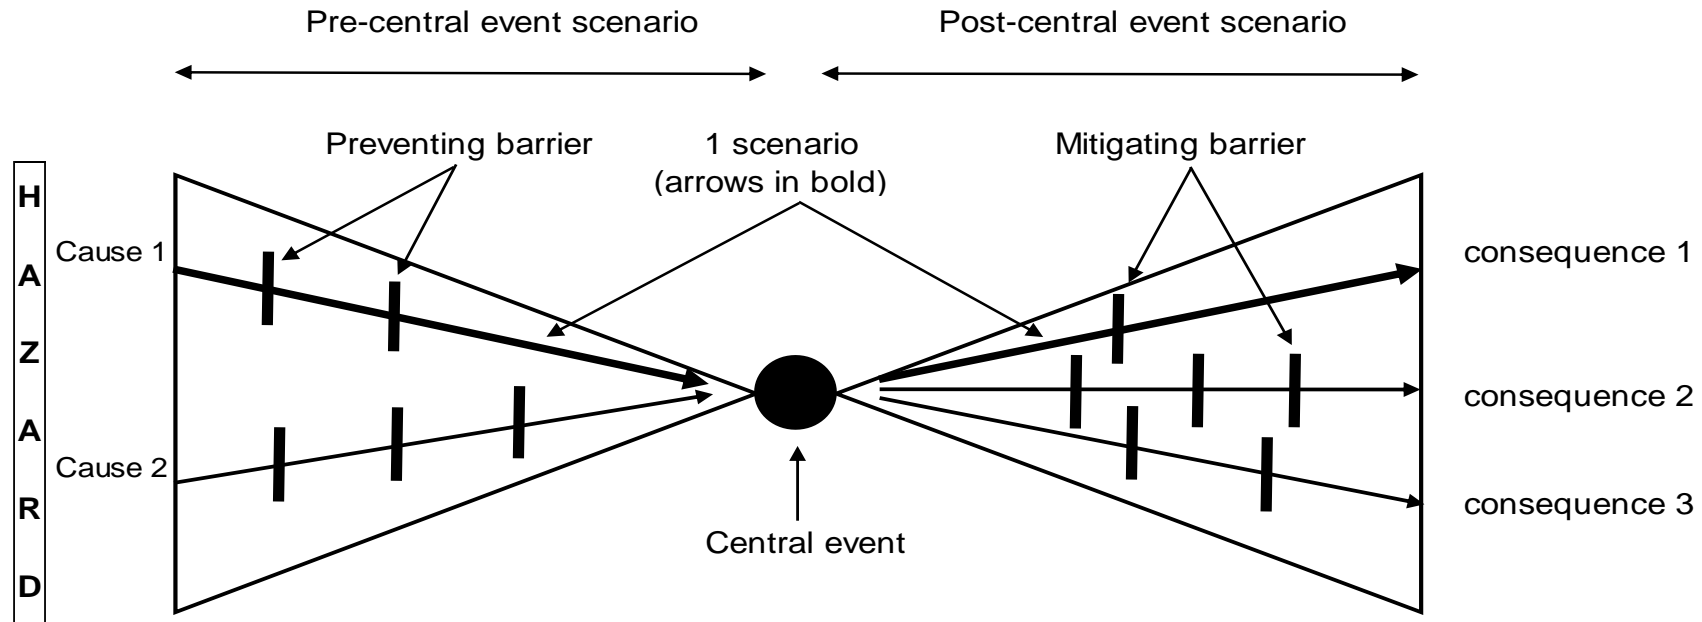 Pre-central event scenario
Post-central event scenario
Preventing barrier
1 scenario
(arrows in bold)
Mitigating barrier
H
A
Z
A
R
D
Cause 1
Cause 2
Central event
consequence 1
consequence 2
consequence 3